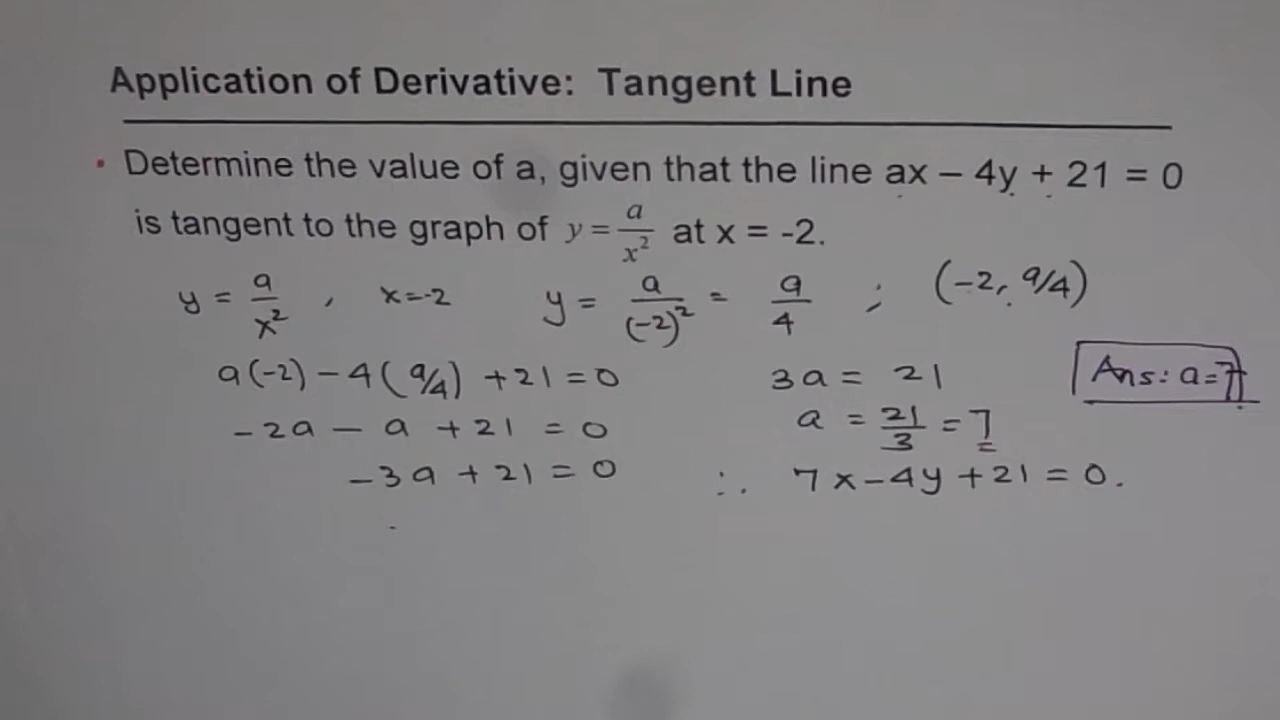 Application of Derivative: Tangent Line
• Determine the value of a, given that the line ax – 4y + 21 = 0
is tangent to the graph of y = a/x² at x = -2.
y = a/x² , x=-2 y = a/(-2)² = a/4 ; (-2, a/4)
a(-2) - 4(a/4) + 21 = 0 3a = 21 Ans: a=7
-2a - a + 21 = 0 a = 21/3 = 7
-3a + 21 = 0 ∴ 7x-4y+21=0.